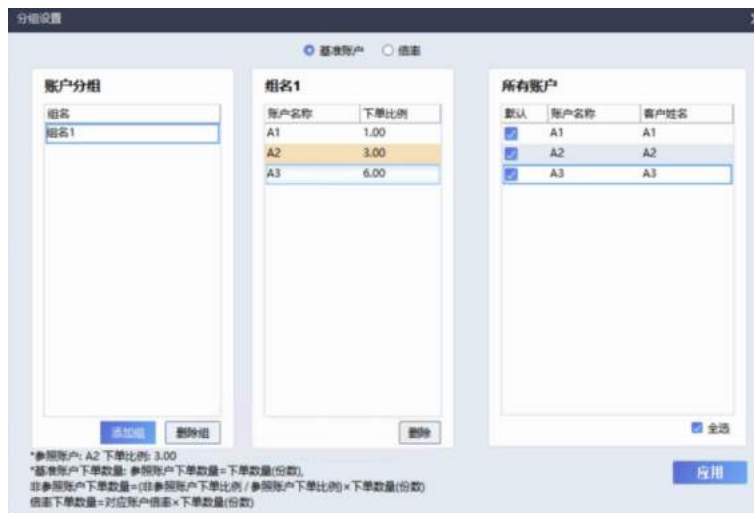 分组设置
基准账户 倍率
账户分组
组名
组名1
添加组 删除组
组名1
账户名称 下单比例
A1 1.00
A2 3.00
A3 6.00
删除
所有账户
默认 账户名称 客户姓名
A1 A1
A2 A2
A3 A3
全选
*参照账户: A2 下单比例: 3.00
*基准账户下单数量: 参照账户下单数量=下单数量(份数),
非参照账户下单数量=(非参照账户下单比例 / 参照账户下单比例)×下单数量(份数)
倍率下单数量=对应账户倍率×下单数量(份数)
应用